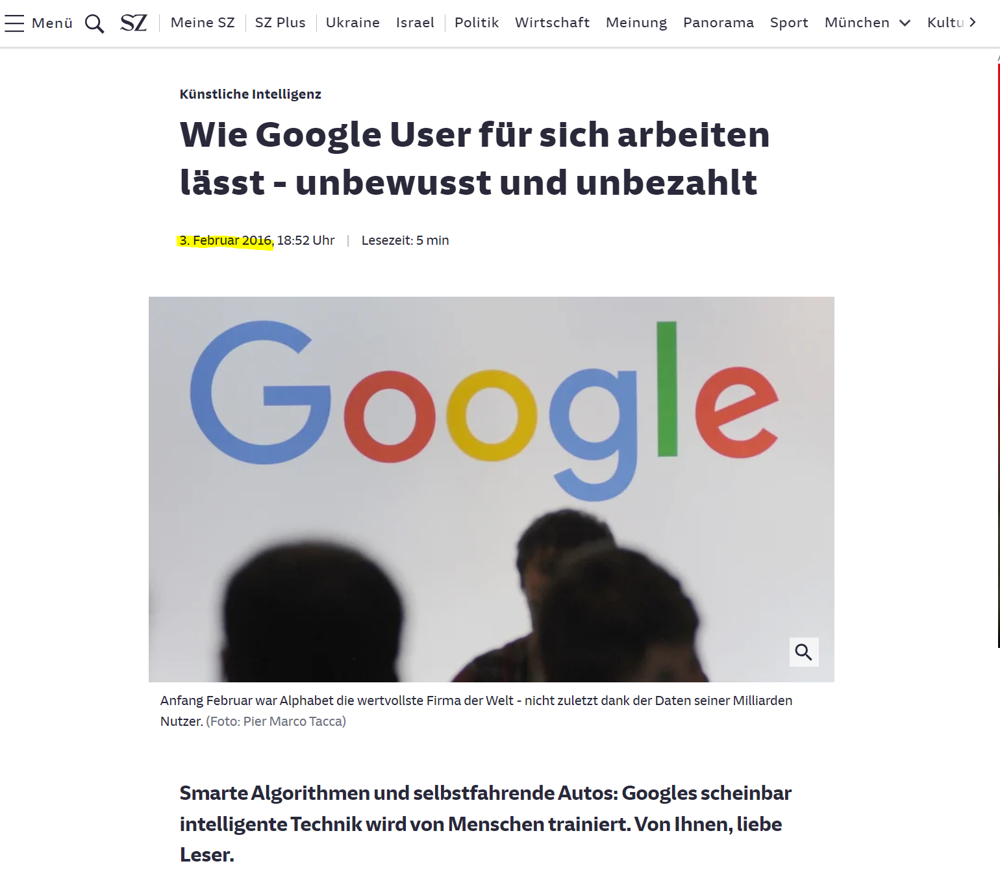 Menü SZ Meine SZ SZ Plus Ukraine Israel Politik Wirtschaft Meinung Panorama Sport München Kultu
Künstliche Intelligenz
Wie Google User für sich arbeiten
lässt - unbewusst und unbezahlt
3. Februar 2016, 18:52 Uhr | Lesezeit: 5 min
Google
Anfang Februar war Alphabet die wertvollste Firma der Welt - nicht zuletzt dank der Daten seiner Milliarden
Nutzer. (Foto: Pier Marco Tacca)
Smarte Algorithmen und selbstfahrende Autos: Googles scheinbar
intelligente Technik wird von Menschen trainiert. Von Ihnen, liebe
Leser.